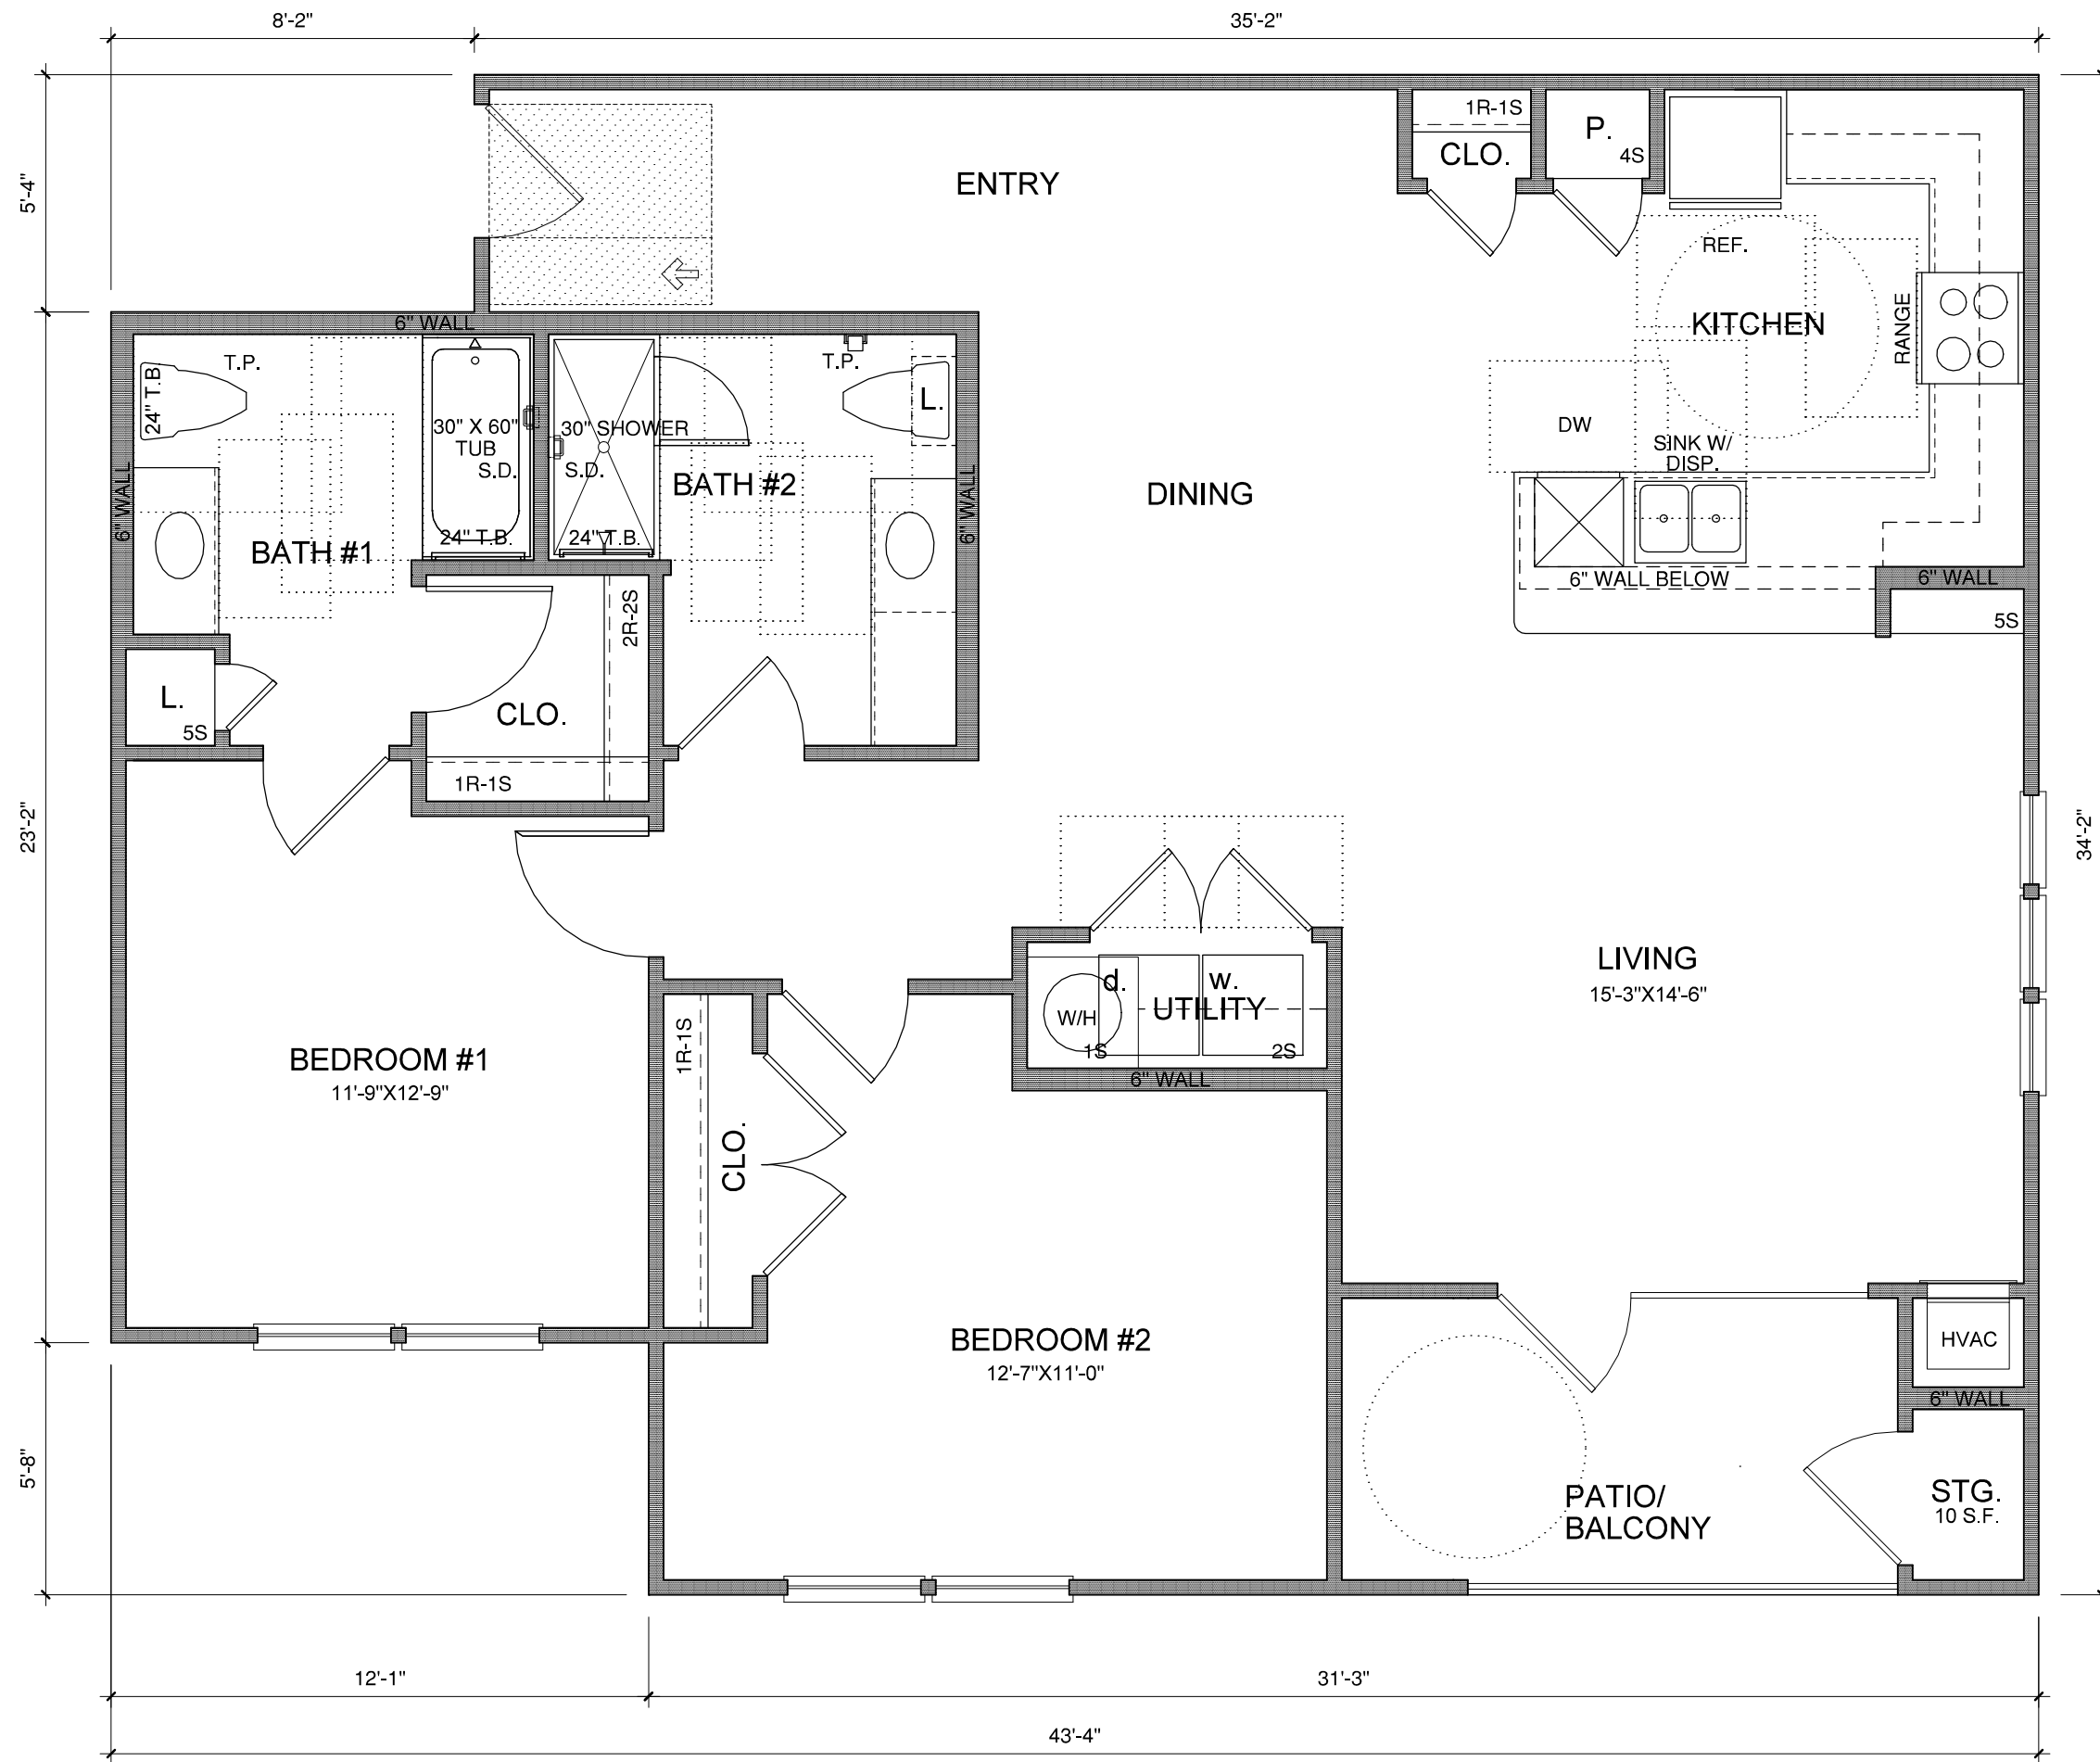 8'-2"
35'-2"
5'-4"
23'-2"
5'-8"
34'-2"
ENTRY
1R-1S
CLO.
P.
4S
REF.
KITCHEN
RANGE
DW
SINK W/
DISP.
6" WALL BELOW
6" WALL
5S
6" WALL
24" T.B.
T.P.
6" WALL
30" X 60"
TUB
S.D.
24" T.B.
BATH #1
30" SHOWER
S.D.
24" T.B.
BATH #2
T.P.
L.
6" WALL
DINING
L.
5S
CLO.
2R-2S
1R-1S
d.
w.
UTILITY
W/H
1S
2S
6" WALL
LIVING
15'-3"X14'-6"
BEDROOM #1
11'-9"X12'-9"
1R-1S
CLO.
BEDROOM #2
12'-7"X11'-0"
HVAC
6" WALL
STG.
10 S.F.
PATIO/
BALCONY
12'-1"
31'-3"
43'-4"